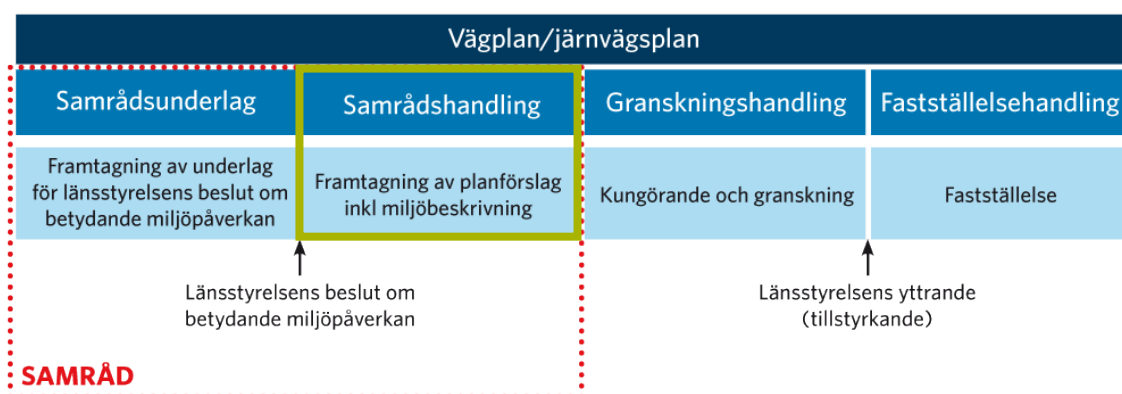 Vägplan/järnvägsplan
Samrådsunderlag
Samrådshandling
Granskningshandling
Fastställelsehandling
Framtagning av underlag
för länsstyrelsens beslut om
betydande miljöpåverkan
Framtagning av planförslag
inkl miljöbeskrivning
Kungörande och granskning
Fastställelse
Länsstyrelsens beslut om
betydande miljöpåverkan
Länsstyrelsens yttrande
(tillstyrkande)
SAMRÅD